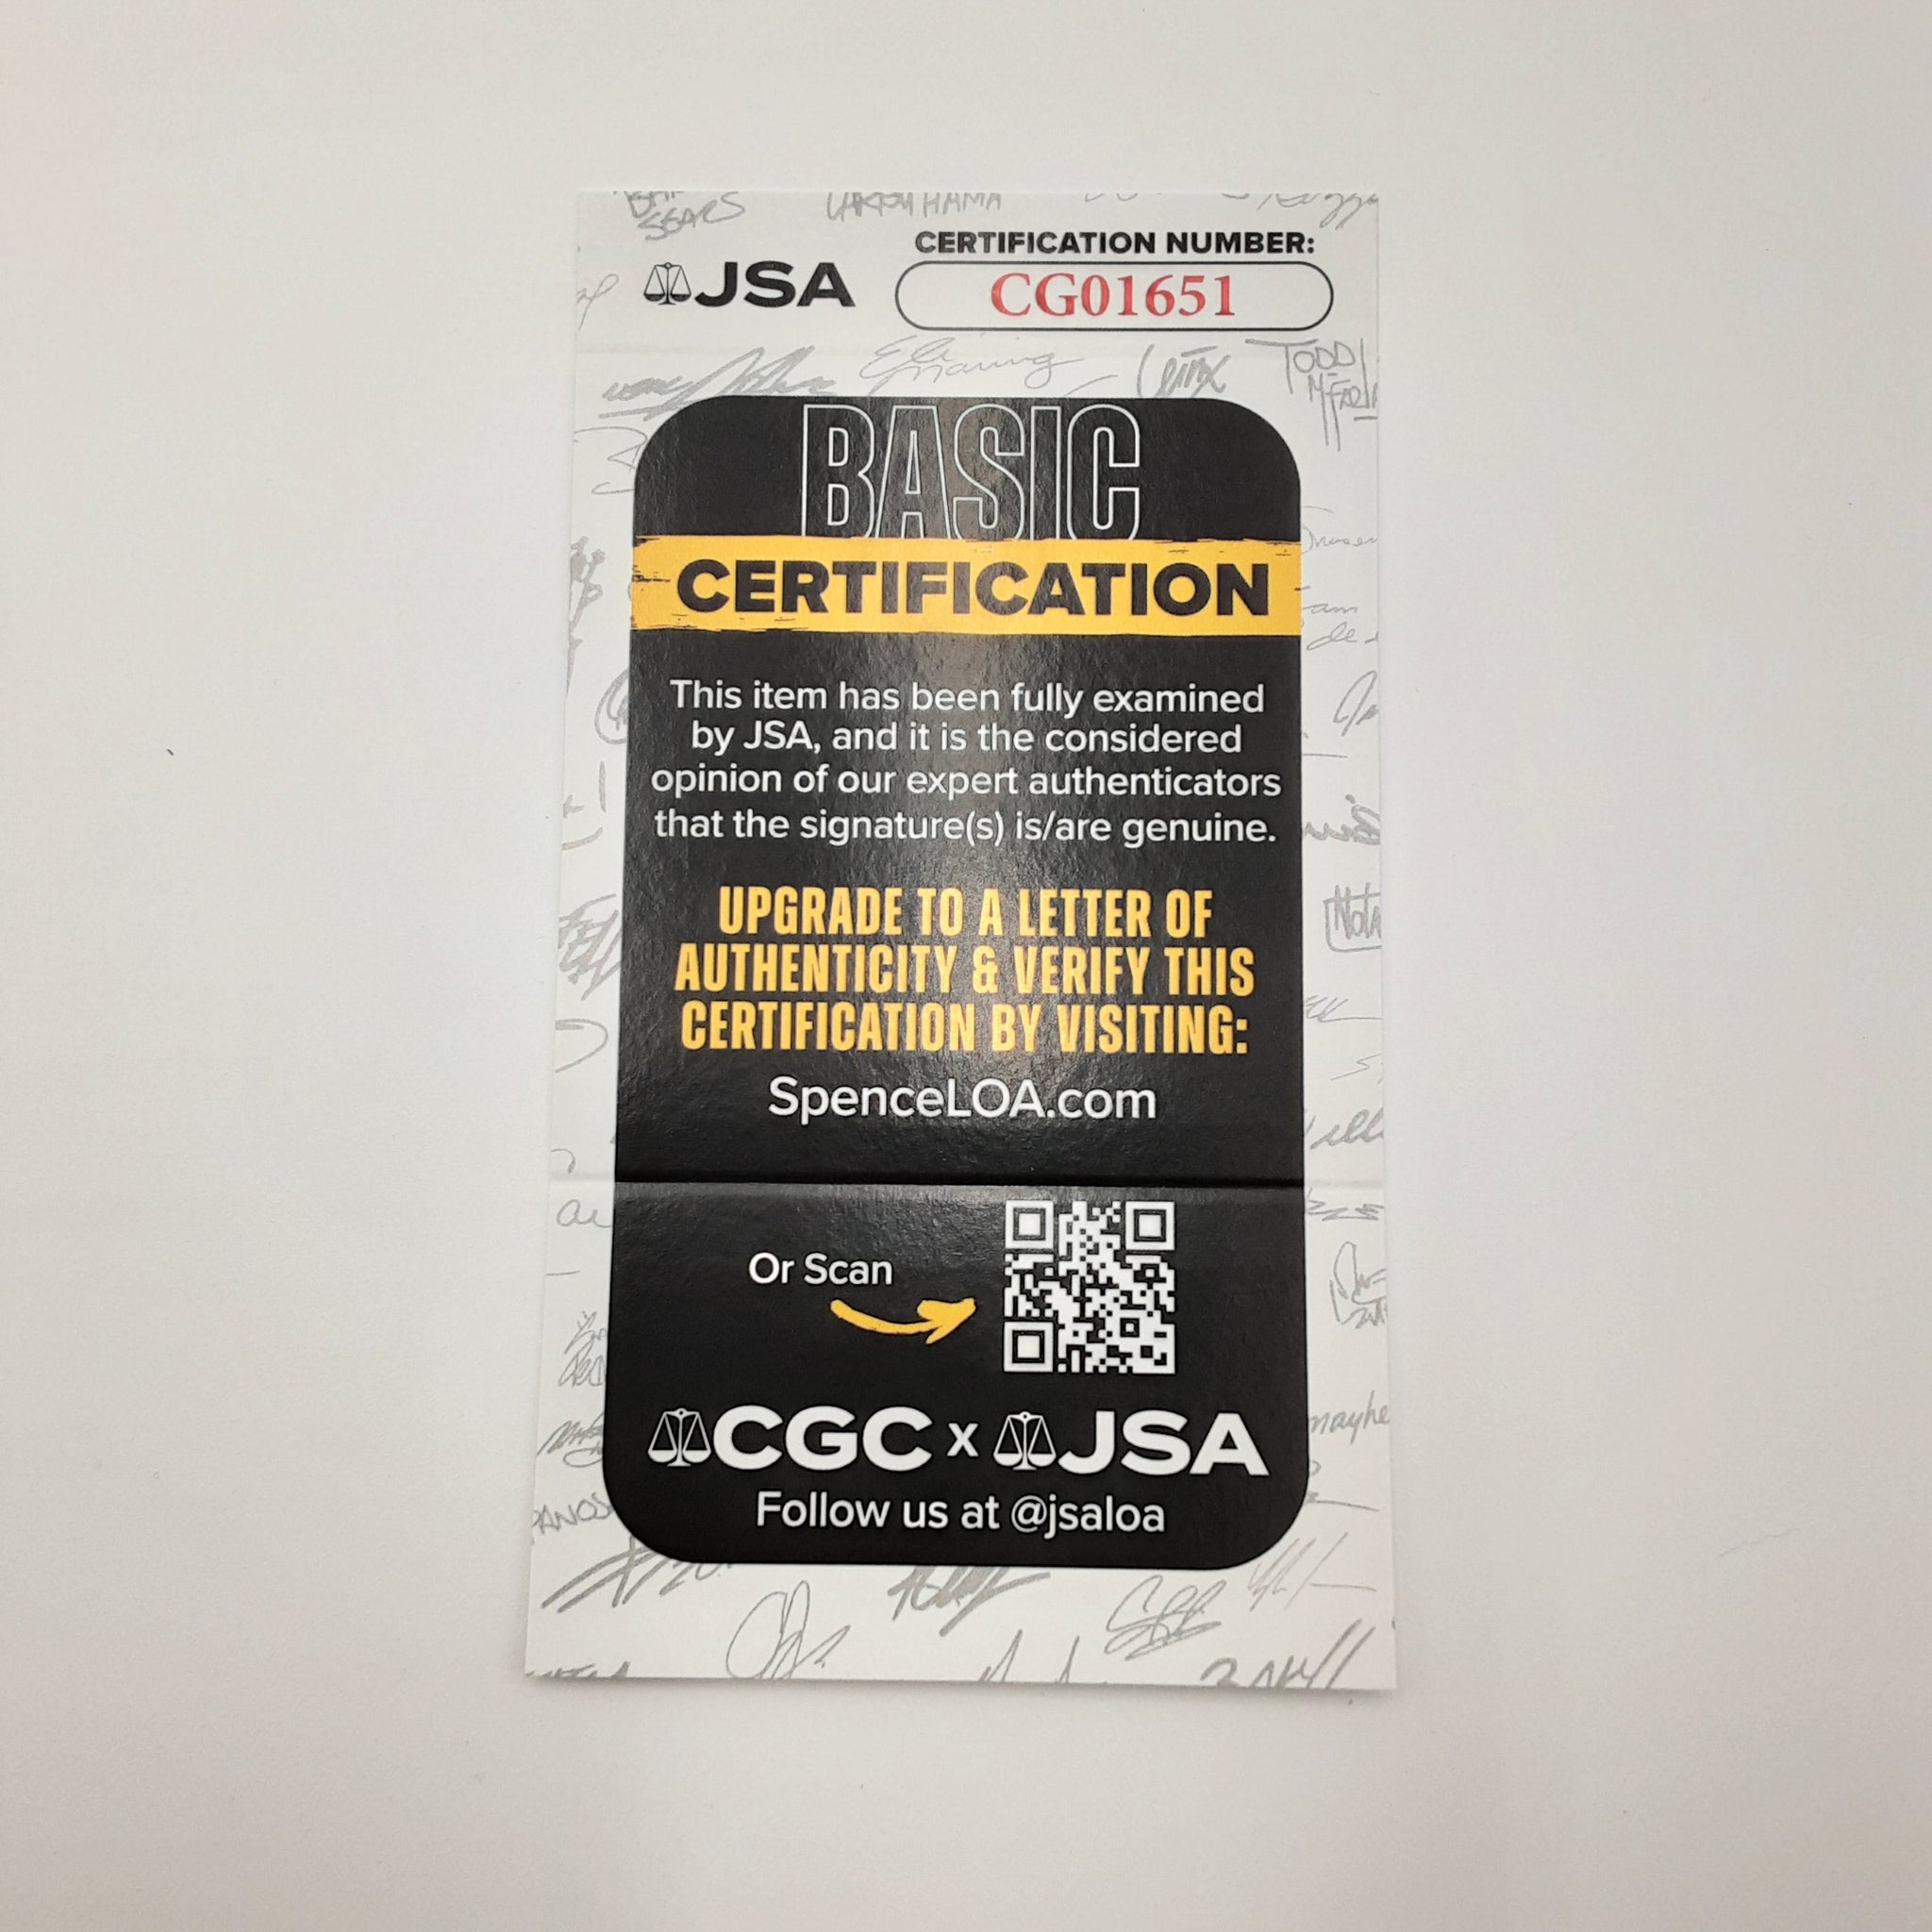 JSA
CERTIFICATION NUMBER:
CG01651
TODD
BASIC
CERTIFICATION
This item has been fully examined
by JSA, and it is the considered
opinion of our expert authenticators
that the signature(s) is/are genuine.
UPGRADE TO A LETTER OF
AUTHENTICITY & VERIFY THIS
CERTIFICATION BY VISITING:
SpenceLOA.com
Or Scan
CGC x JSA
Follow us at @jsaloa